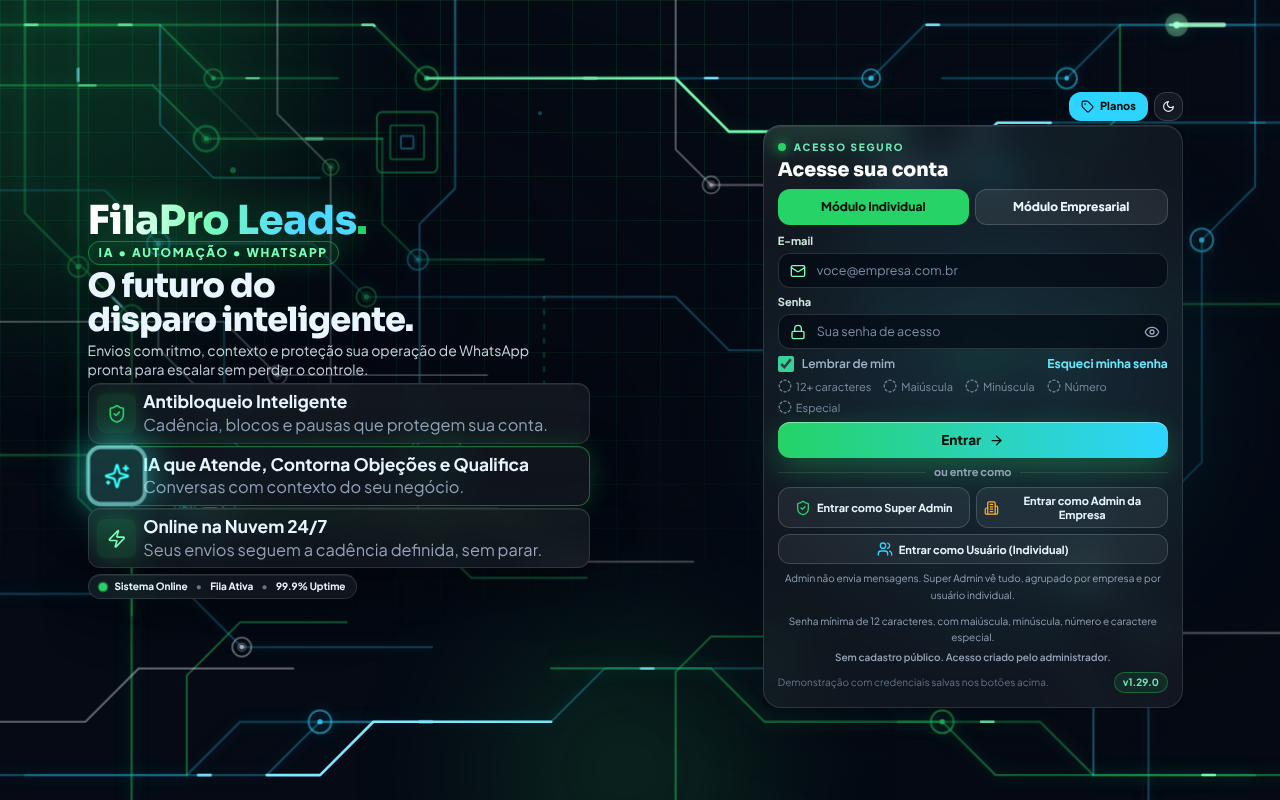 FilaPro Leads.
IA • AUTOMAÇÃO • WHATSAPP
O futuro do
disparo inteligente.
Envios com ritmo, contexto e proteção sua operação de WhatsApp
pronta para escalar sem perder o controle.
Antibloqueio Inteligente
Cadência, blocos e pausas que protegem sua conta.
IA que Atende, Contorna Objeções e Qualifica
Conversas com contexto do seu negócio.
Online na Nuvem 24/7
Seus envios seguem a cadência definida, sem parar.
Sistema Online • Fila Ativa • 99.9% Uptime
Planos
ACESSO SEGURO
Acesse sua conta
Módulo Individual
Módulo Empresarial
E-mail
voce@empresa.com.br
Senha
Sua senha de acesso
Lembrar de mim
Esqueci minha senha
12+ caracteres Maiúscula Minúscula Número
Especial
Entrar →
ou entre como
Entrar como Super Admin
Entrar como Admin da
Empresa
Entrar como Usuário (Individual)
Admin não envia mensagens. Super Admin vê tudo, agrupado por empresa e por
usuário individual.
Senha mínima de 12 caracteres, com maiúscula, minúscula, número e caractere
especial.
Sem cadastro público. Acesso criado pelo administrador.
Demonstração com credenciais salvas nos botões acima.
v1.29.0